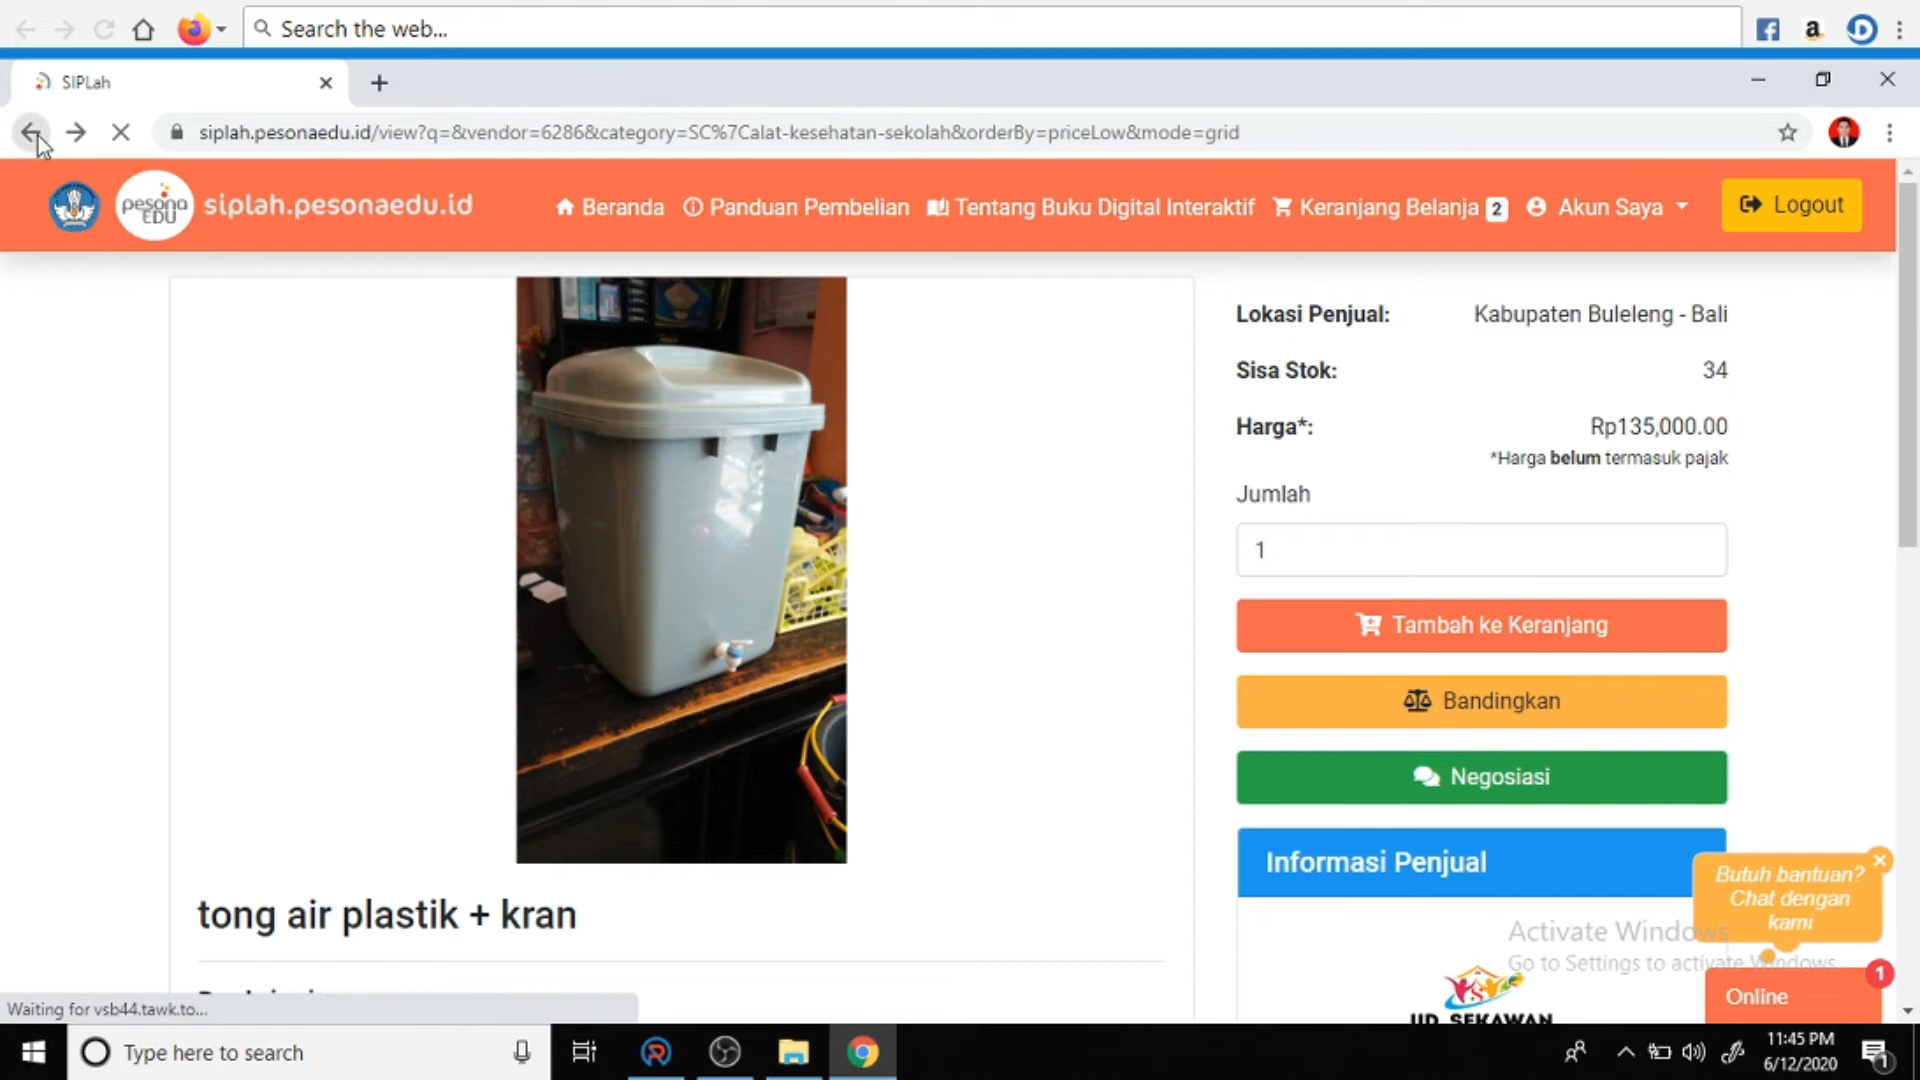 Search the web...
SIPLah
siplah.pesonaedu.id/view?q=&vendor=6286&category=SC%7Calat-kesehatan-sekolah&orderBy=priceLow&mode=grid
pesona EDU
siplah.pesonaedu.id
Beranda
Panduan Pembelian
Tentang Buku Digital Interaktif
Keranjang Belanja 2
Akun Saya
Logout
Lokasi Penjual: Kabupaten Buleleng - Bali
Sisa Stok: 34
Harga*: Rp135,000.00
*Harga belum termasuk pajak
Jumlah
1
Tambah ke Keranjang
Bandingkan
Negosiasi
Informasi Penjual
Butuh bantuan?
Chat dengan
kami
tong air plastik + kran
Activate Windows
Go to Settings to activate Windows.
UD SEKAWAN
1
Online
Waiting for vsb44.tawk.to...
Type here to search
11:45 PM
6/12/2020
1